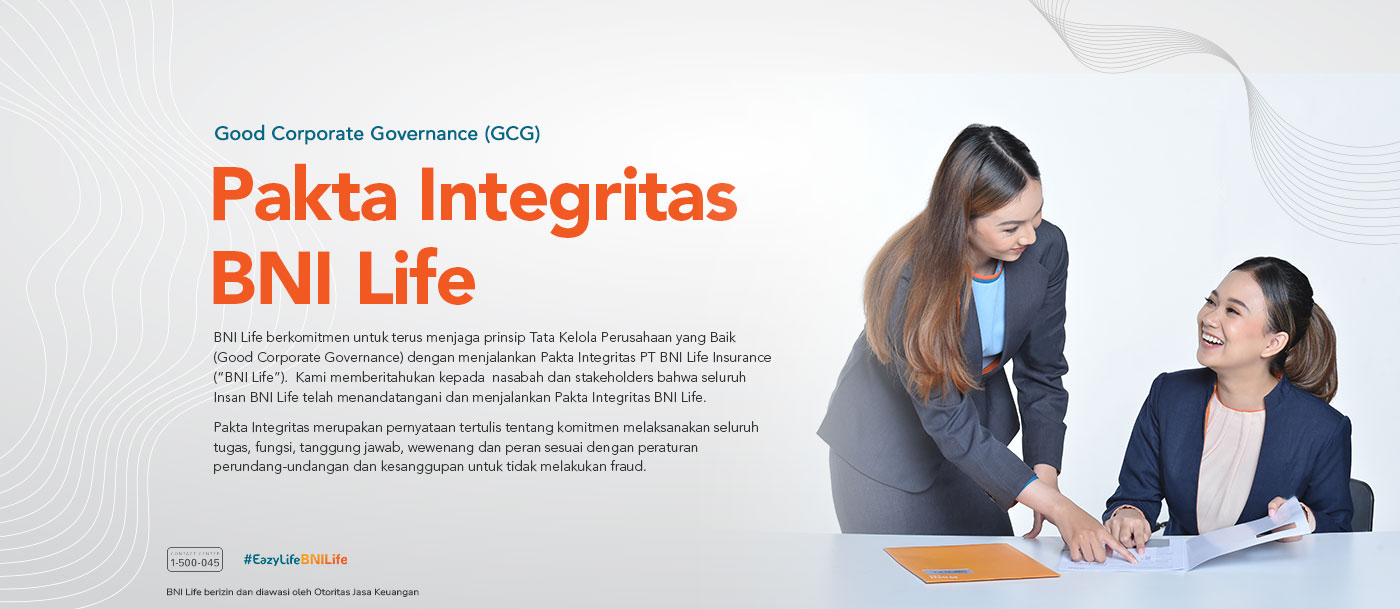 Good Corporate Governance (GCG)
Pakta Integritas
BNI Life
BNI Life berkomitmen untuk terus menjaga prinsip Tata Kelola Perusahaan yang Baik
(Good Corporate Governance) dengan menjalankan Pakta Integritas PT BNI Life Insurance
(“BNI Life”).  Kami memberitahukan kepada  nasabah dan stakeholders bahwa seluruh
Insan BNI Life telah menandatangani dan menjalankan Pakta Integritas BNI Life.
Pakta Integritas merupakan pernyataan tertulis tentang komitmen melaksanakan seluruh
tugas, fungsi, tanggung jawab, wewenang dan peran sesuai dengan peraturan
perundang-undangan dan kesanggupan untuk tidak melakukan fraud.
CONTACT CENTER
1-500-045
#EazyLifeBNILife
BNI Life berizin dan diawasi oleh Otoritas Jasa Keuangan